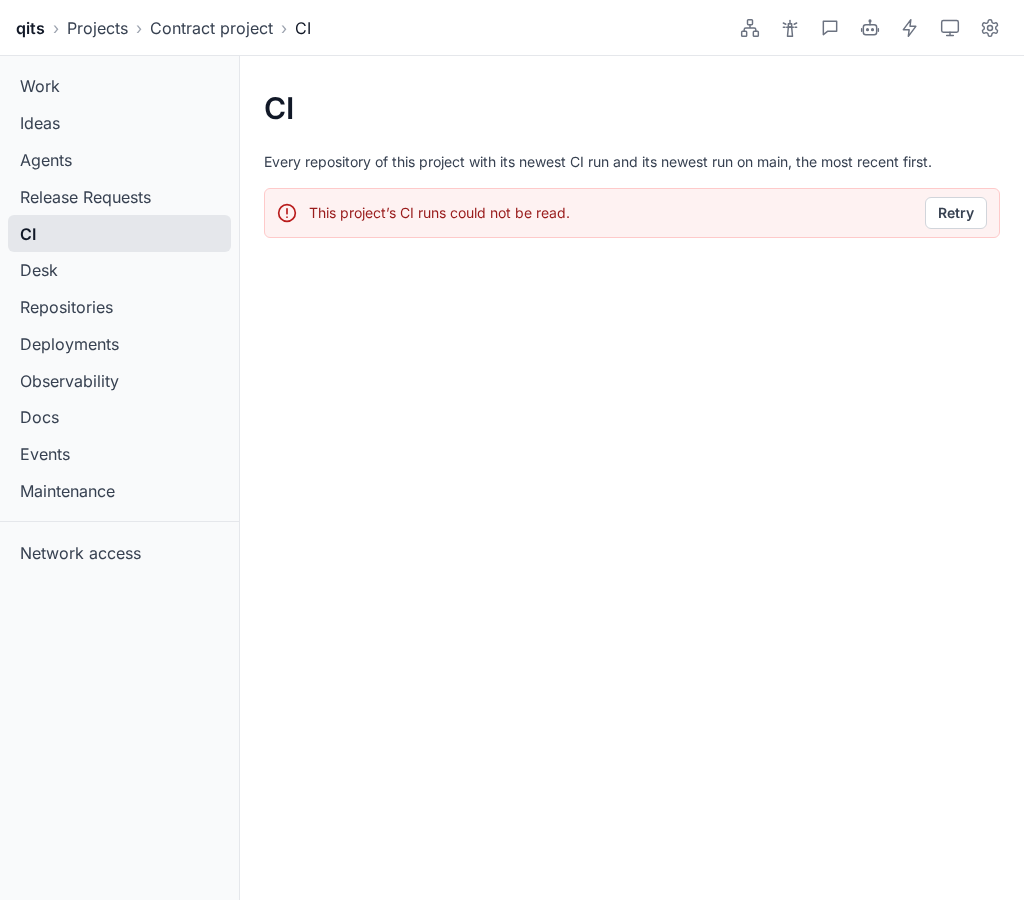 qits › Projects › Contract project › CI
Work
Ideas
Agents
Release Requests
CI
Desk
Repositories
Deployments
Observability
Docs
Events
Maintenance
Network access
CI
Every repository of this project with its newest CI run and its newest run on main, the most recent first.
This project’s CI runs could not be read.
Retry